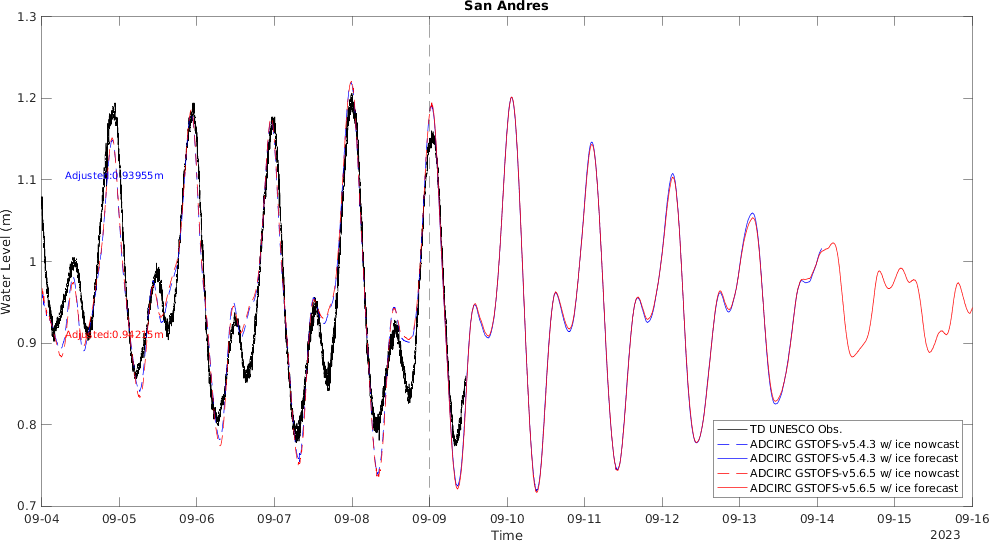 San Andres
Water Level (m)
1.3
1.2
1.1
1
0.9
0.8
0.7
Adjusted:0.93955m
Adjusted:0.94215m
TD UNESCO Obs.
ADCIRC GSTOFS-v5.4.3 w/ ice nowcast
ADCIRC GSTOFS-v5.4.3 w/ ice forecast
ADCIRC GSTOFS-v5.6.5 w/ ice nowcast
ADCIRC GSTOFS-v5.6.5 w/ ice forecast
09-04 09-05 09-06 09-07 09-08 09-09 09-10 09-11 09-12 09-13 09-14 09-15 09-16
Time
2023